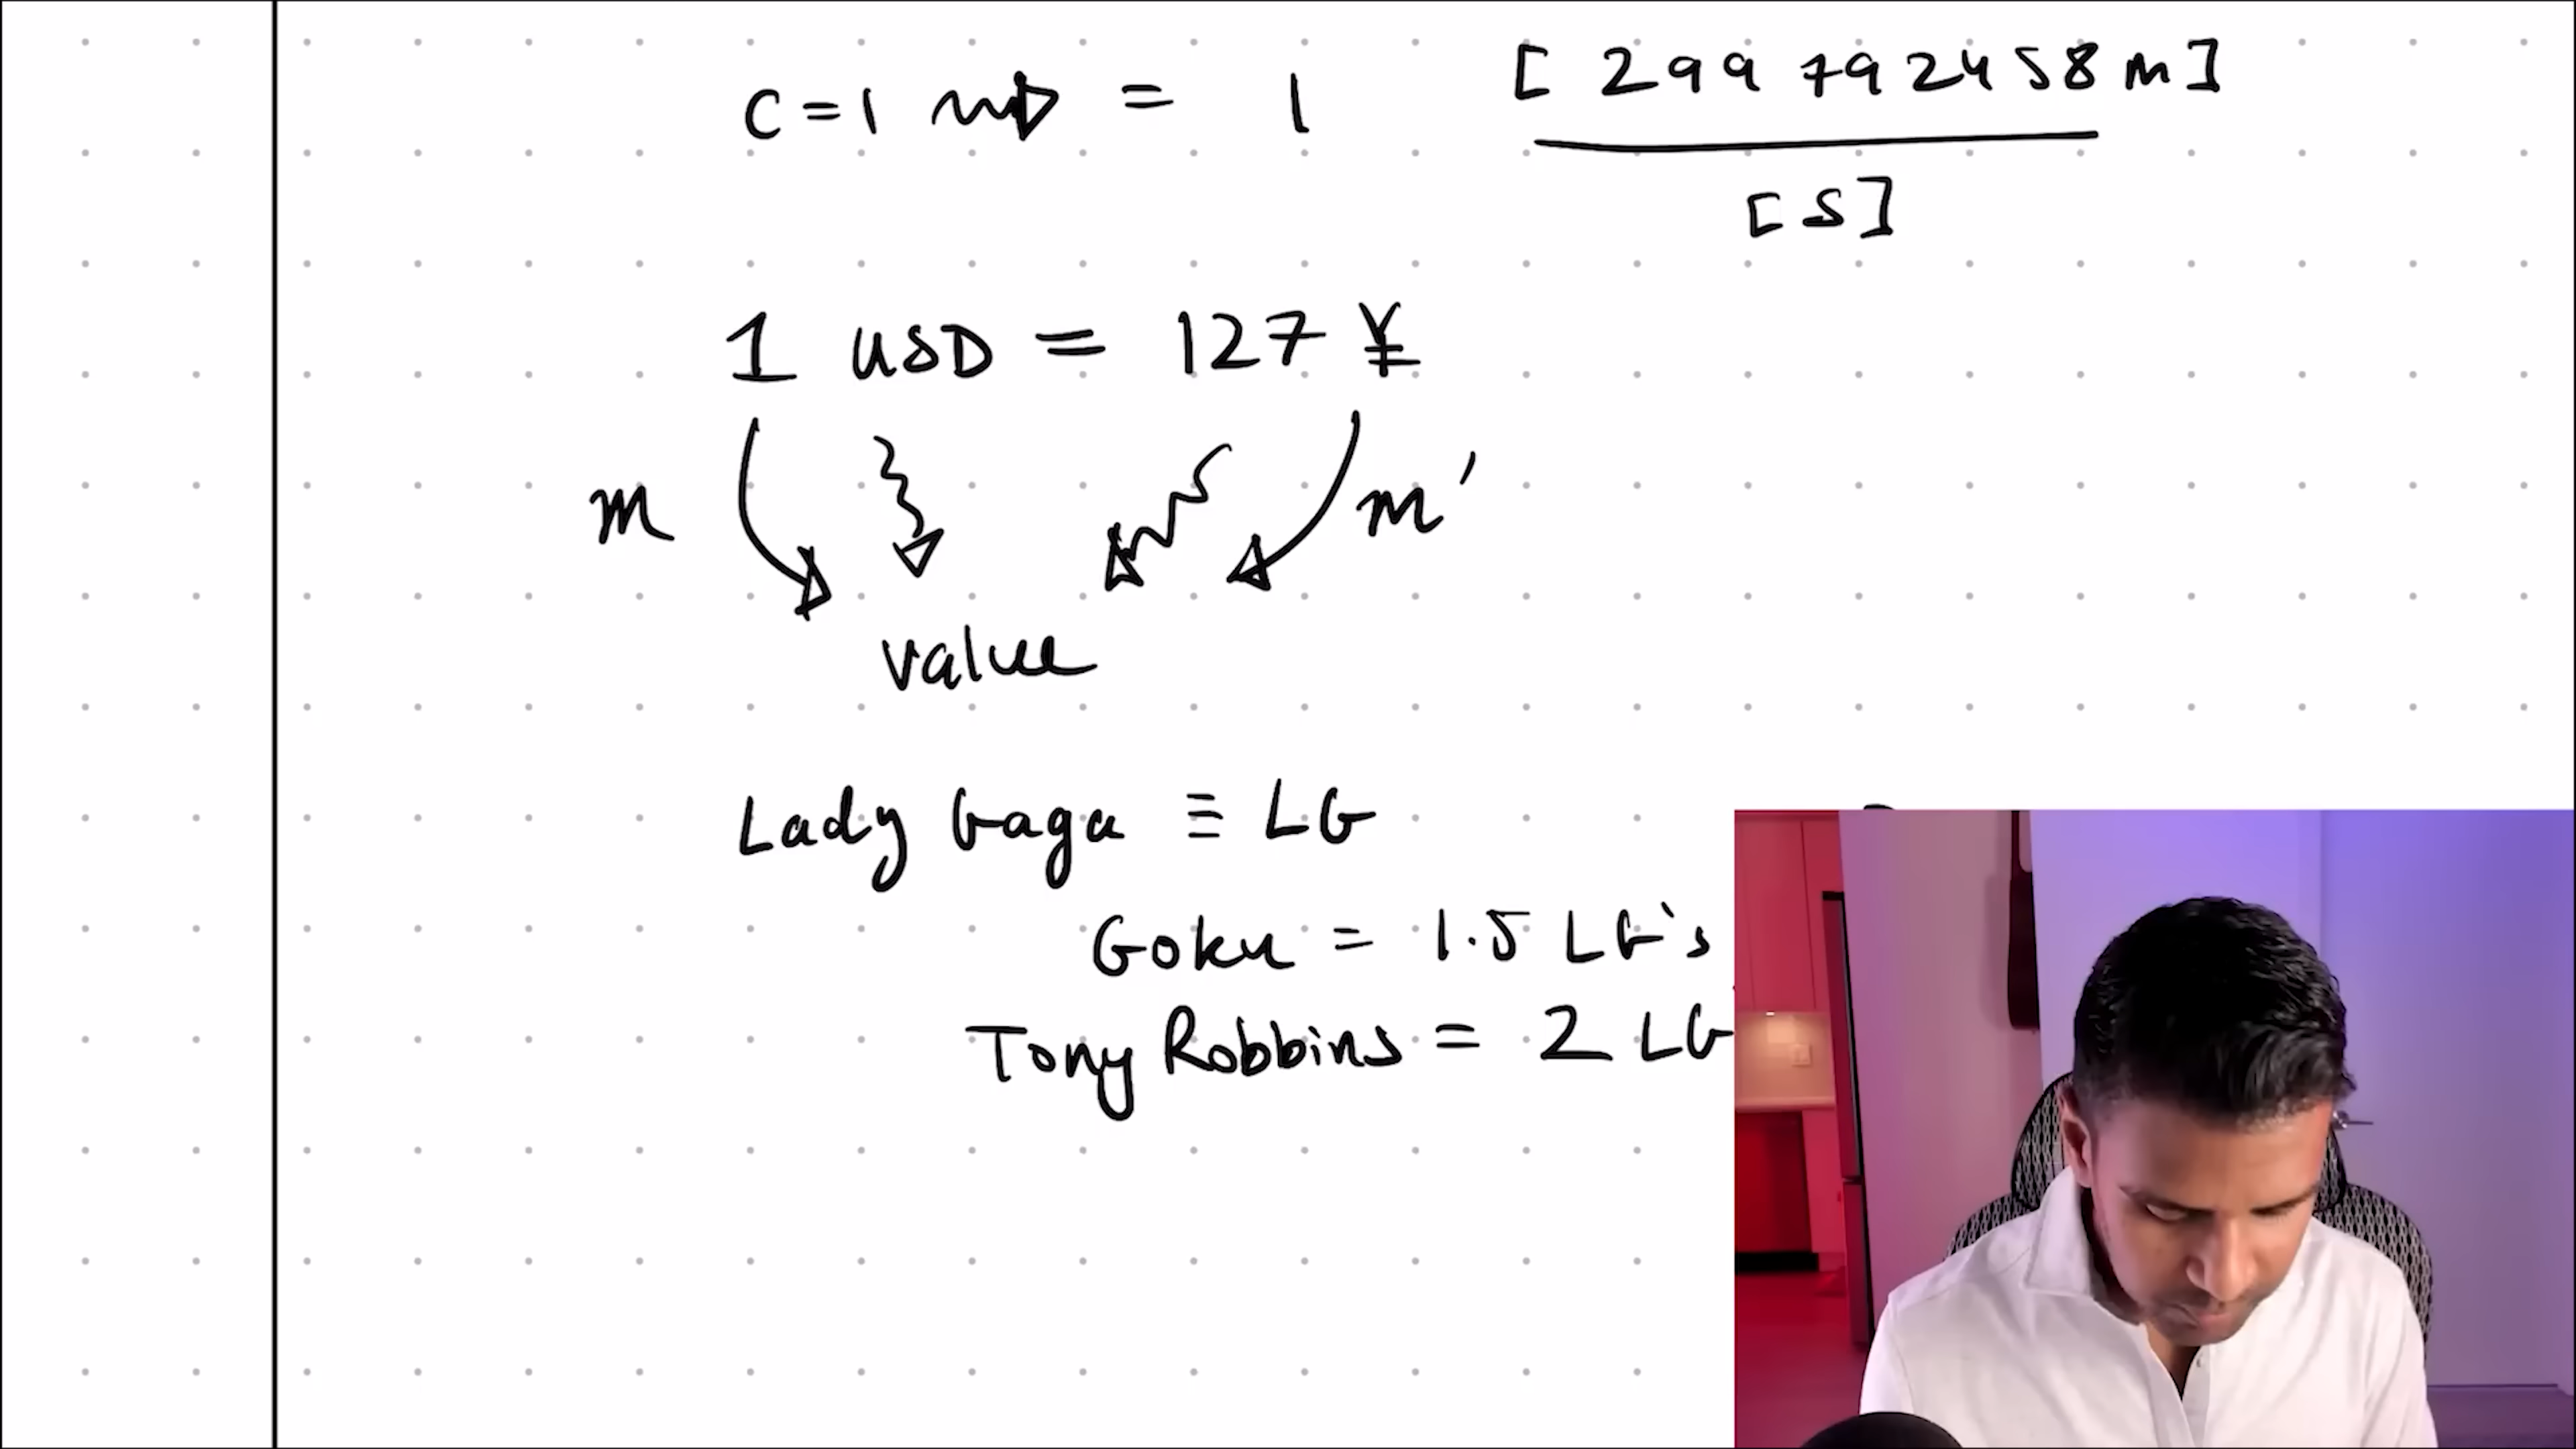 c = 1 = 1 [299 792 458 m]
[s]
1 USD = 127 ¥
m m'
value
Lady Gaga ≡ LG
Goku = 1.5 LG's
Tony Robbins = 2 LG